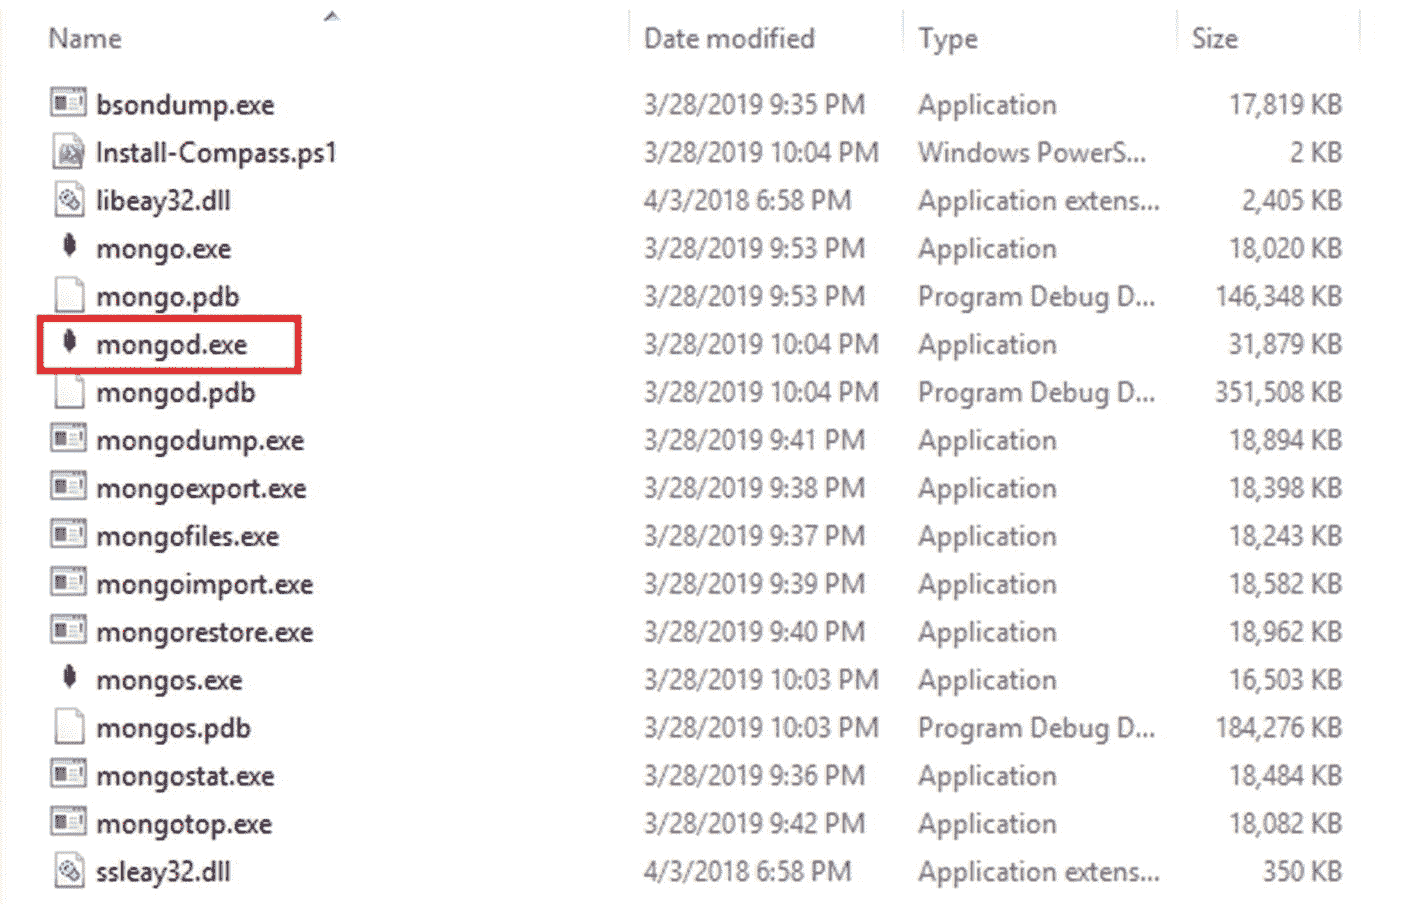 Name Date modified Type Size
bsondump.exe 3/28/2019 9:35 PM Application 17,819 KB
Install-Compass.ps1 3/28/2019 10:04 PM Windows PowerS... 2 KB
libeay32.dll 4/3/2018 6:58 PM Application extens... 2,405 KB
mongo.exe 3/28/2019 9:53 PM Application 18,020 KB
mongo.pdb 3/28/2019 9:53 PM Program Debug D... 146,348 KB
mongod.exe 3/28/2019 10:04 PM Application 31,879 KB
mongod.pdb 3/28/2019 10:04 PM Program Debug D... 351,508 KB
mongodump.exe 3/28/2019 9:41 PM Application 18,894 KB
mongoexport.exe 3/28/2019 9:38 PM Application 18,398 KB
mongofiles.exe 3/28/2019 9:37 PM Application 18,243 KB
mongoimport.exe 3/28/2019 9:39 PM Application 18,582 KB
mongorestore.exe 3/28/2019 9:40 PM Application 18,962 KB
mongos.exe 3/28/2019 10:03 PM Application 16,503 KB
mongos.pdb 3/28/2019 10:03 PM Program Debug D... 184,276 KB
mongostat.exe 3/28/2019 9:36 PM Application 18,484 KB
mongotop.exe 3/28/2019 9:42 PM Application 18,082 KB
ssleay32.dll 4/3/2018 6:58 PM Application extens... 350 KB